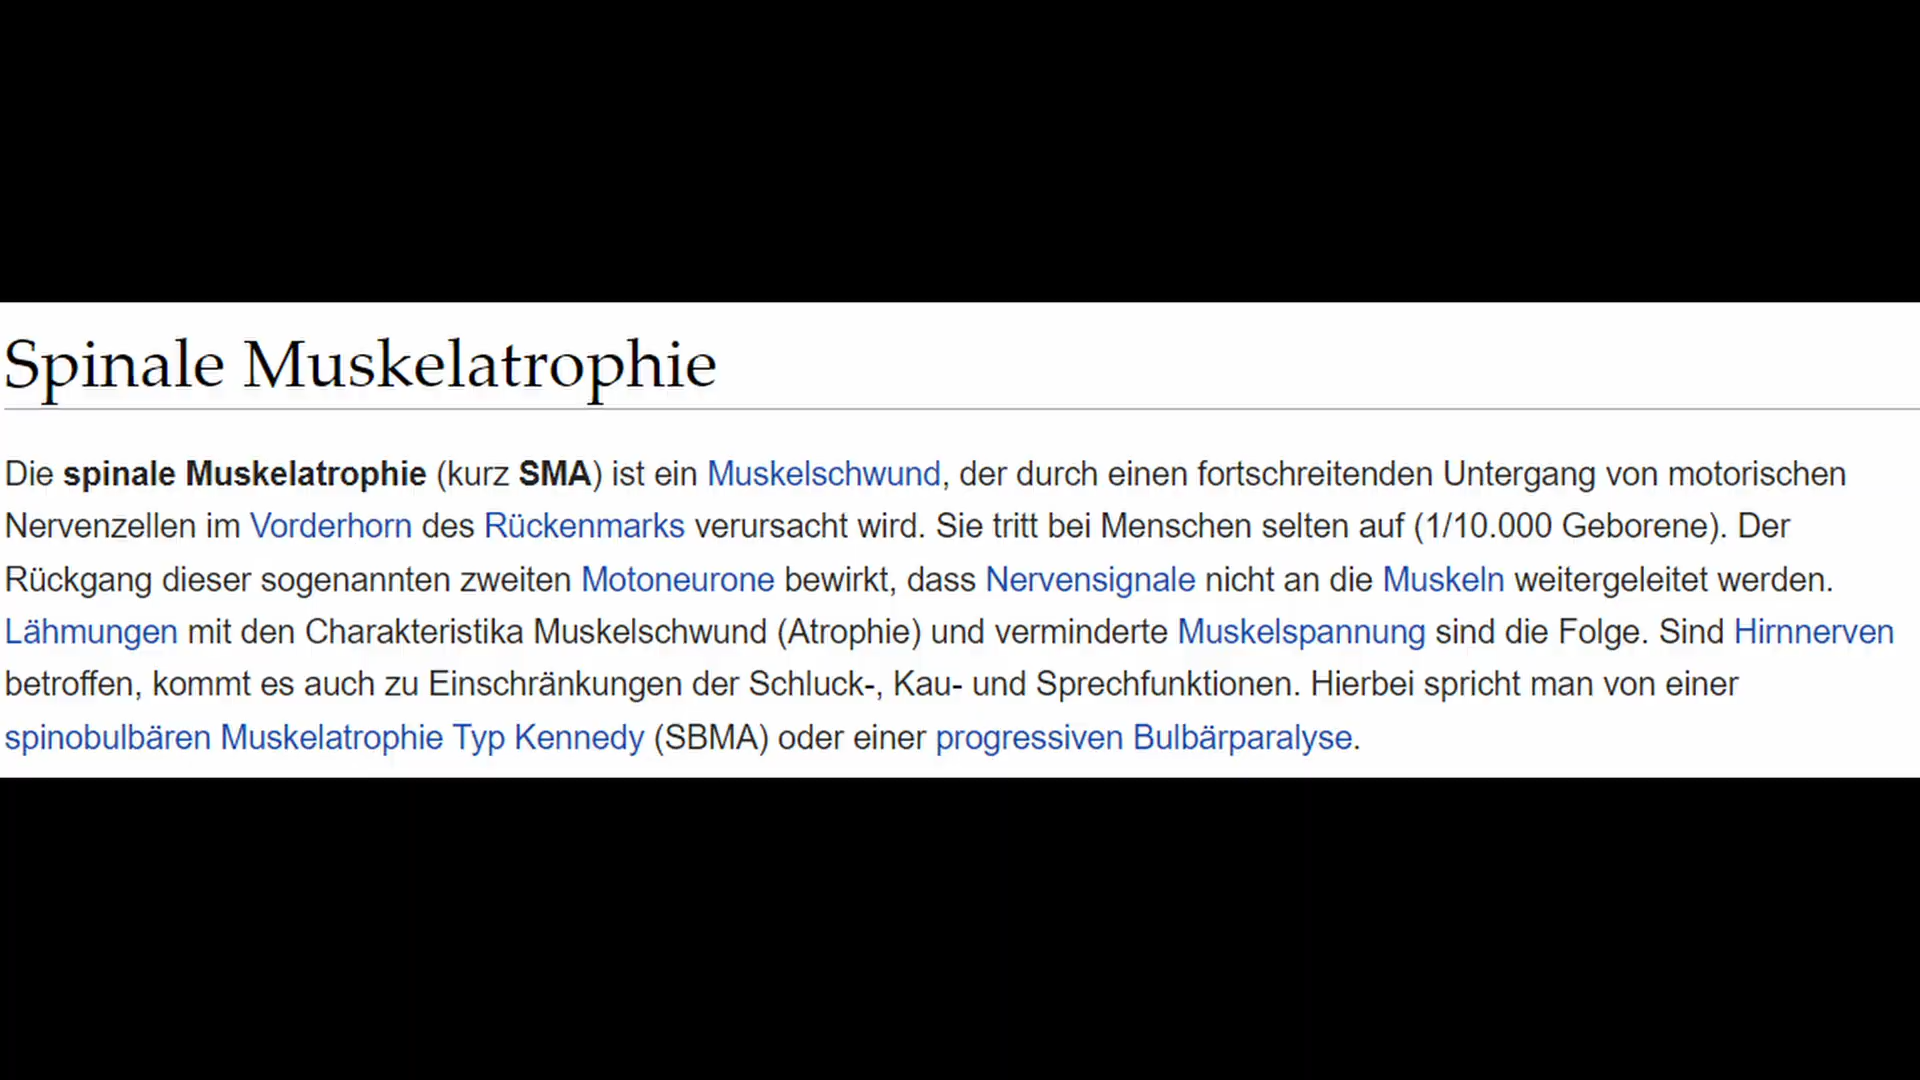 Spinale Muskelatrophie
Die spinale Muskelatrophie (kurz SMA) ist ein Muskelschwund, der durch einen fortschreitenden Untergang von motorischen
Nervenzellen im Vorderhorn des Rückenmarks verursacht wird. Sie tritt bei Menschen selten auf (1/10.000 Geborene). Der
Rückgang dieser sogenannten zweiten Motoneurone bewirkt, dass Nervensignale nicht an die Muskeln weitergeleitet werden.
Lähmungen mit den Charakteristika Muskelschwund (Atrophie) und verminderte Muskelspannung sind die Folge. Sind Hirnnerven
betroffen, kommt es auch zu Einschränkungen der Schluck-, Kau- und Sprechfunktionen. Hierbei spricht man von einer
spinobulbären Muskelatrophie Typ Kennedy (SBMA) oder einer progressiven Bulbärparalyse.